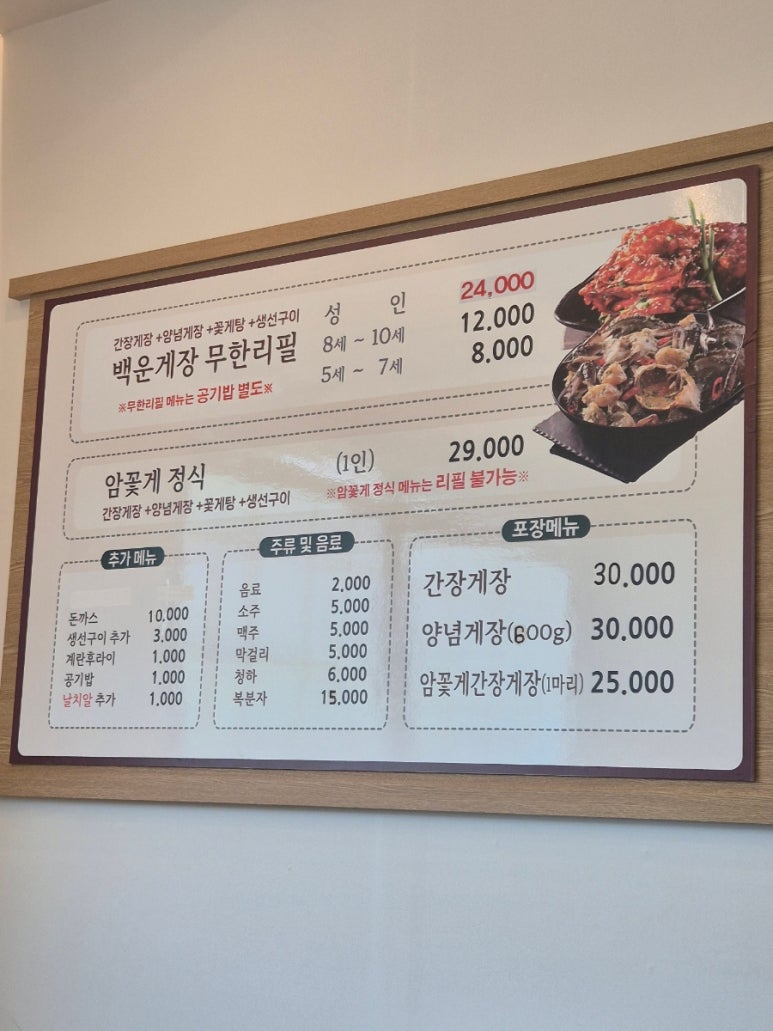 간장게장+양념게장+꽃게탕+생선구이
백운게장 무한리필
※무한리필 메뉴는 공기밥 별도※
성 인 24,000
8세 ~ 10세 12.000
5세 ~ 7세 8.000
암꽃게 정식 (1인) 29.000
간장게장+양념게장+꽃게탕+생선구이
※암꽃게 정식 메뉴는 리필 불가능※
추가 메뉴
돈까스 10.000
생선구이 추가 3,000
계란후라이 1,000
공기밥 1,000
날치알 추가 1,000
주류 및 음료
음료 2,000
소주 5,000
맥주 5,000
막걸리 5,000
청하 6,000
복분자 15,000
포장메뉴
간장게장 30.000
양념게장(600g) 30.000
암꽃게간장게장(1마리) 25.000